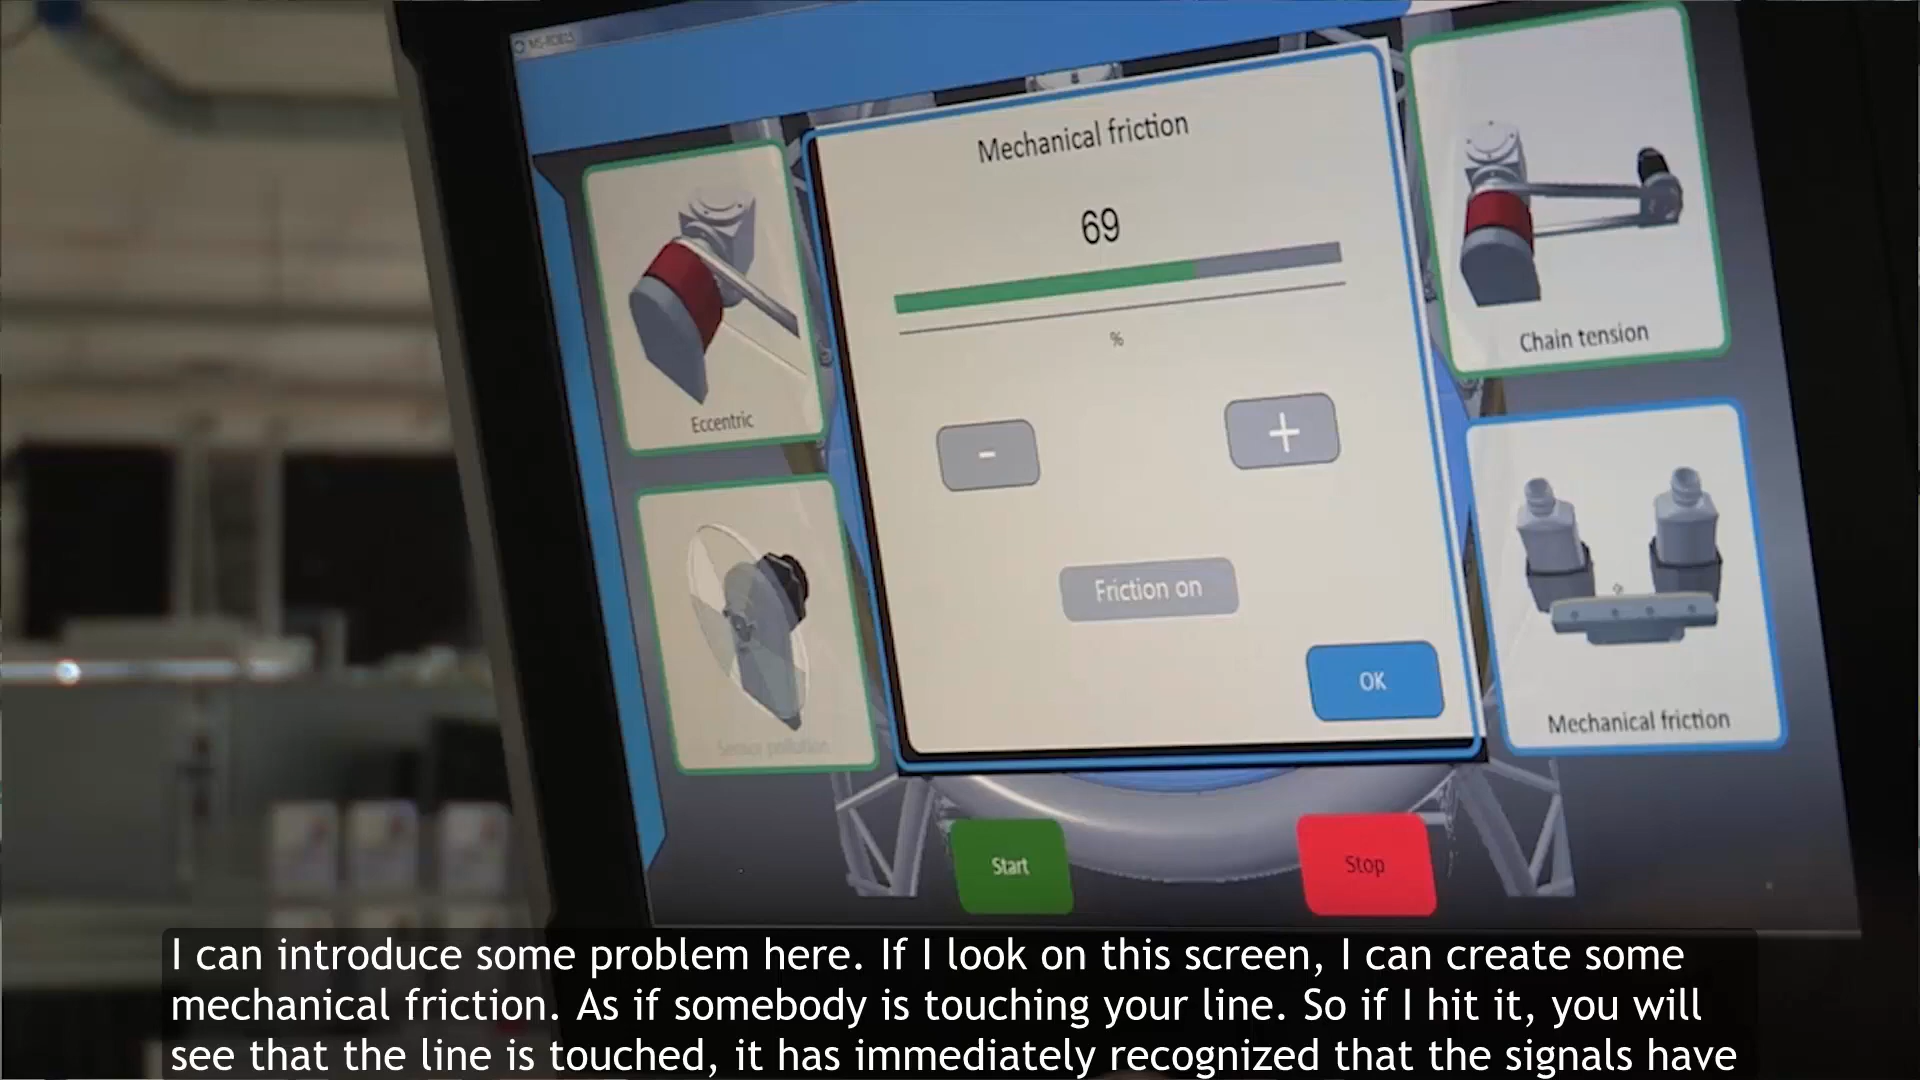 Mechanical friction
69
%
-
+
Friction on
OK
Eccentric
Sensor pollution
Chain tension
Mechanical friction
Start
Stop
I can introduce some problem here. If I look on this screen, I can create some
mechanical friction. As if somebody is touching your line. So if I hit it, you will
see that the line is touched, it has immediately recognized that the signals have